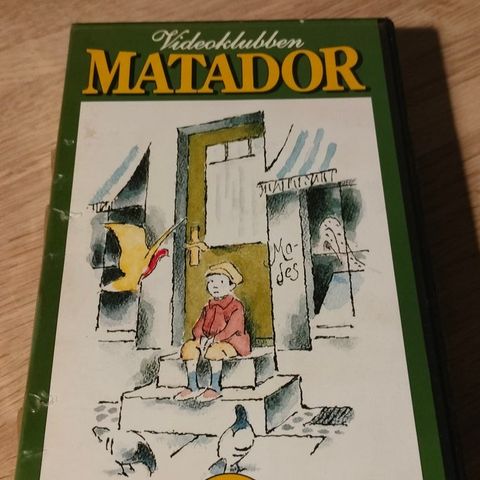 Videoklubben
MATADOR
Mo-
des